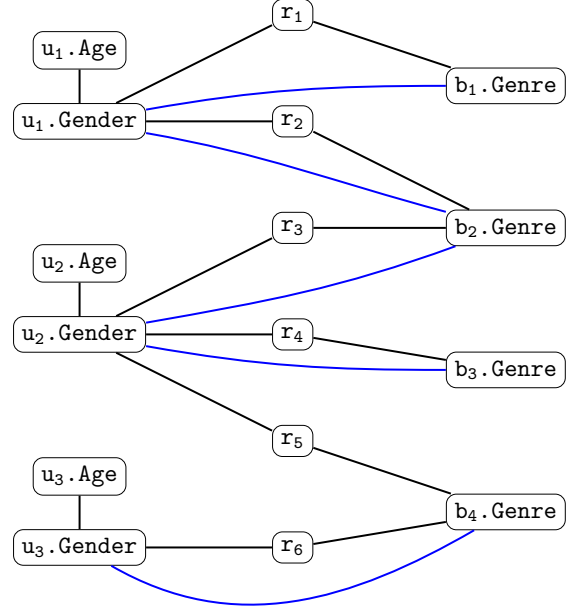 r₁
u₁.Age
b₁.Genre
u₁.Gender
r₂
r₃
b₂.Genre
u₂.Age
u₂.Gender
r₄
b₃.Genre
r₅
u₃.Age
b₄.Genre
u₃.Gender
r₆